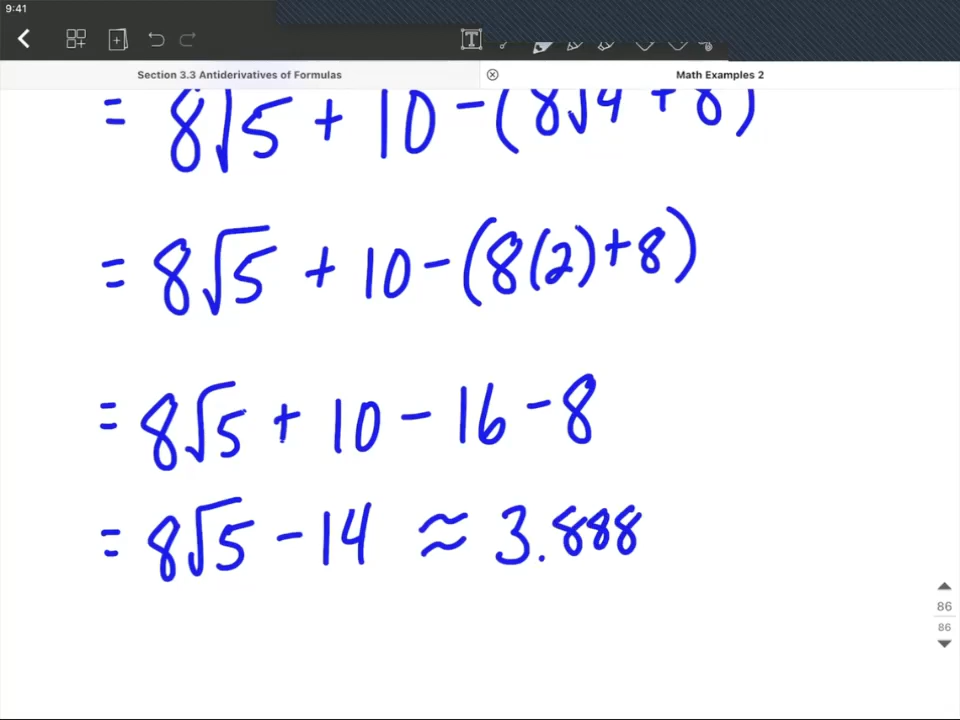 9:41
Section 3.3 Antiderivatives of Formulas
Math Examples 2
= 8√5 + 10 - (8√4 + 8)
= 8√5 + 10 - (8(2) + 8)
= 8√5 + 10 - 16 - 8
= 8√5 - 14 ≈ 3.888
86
86